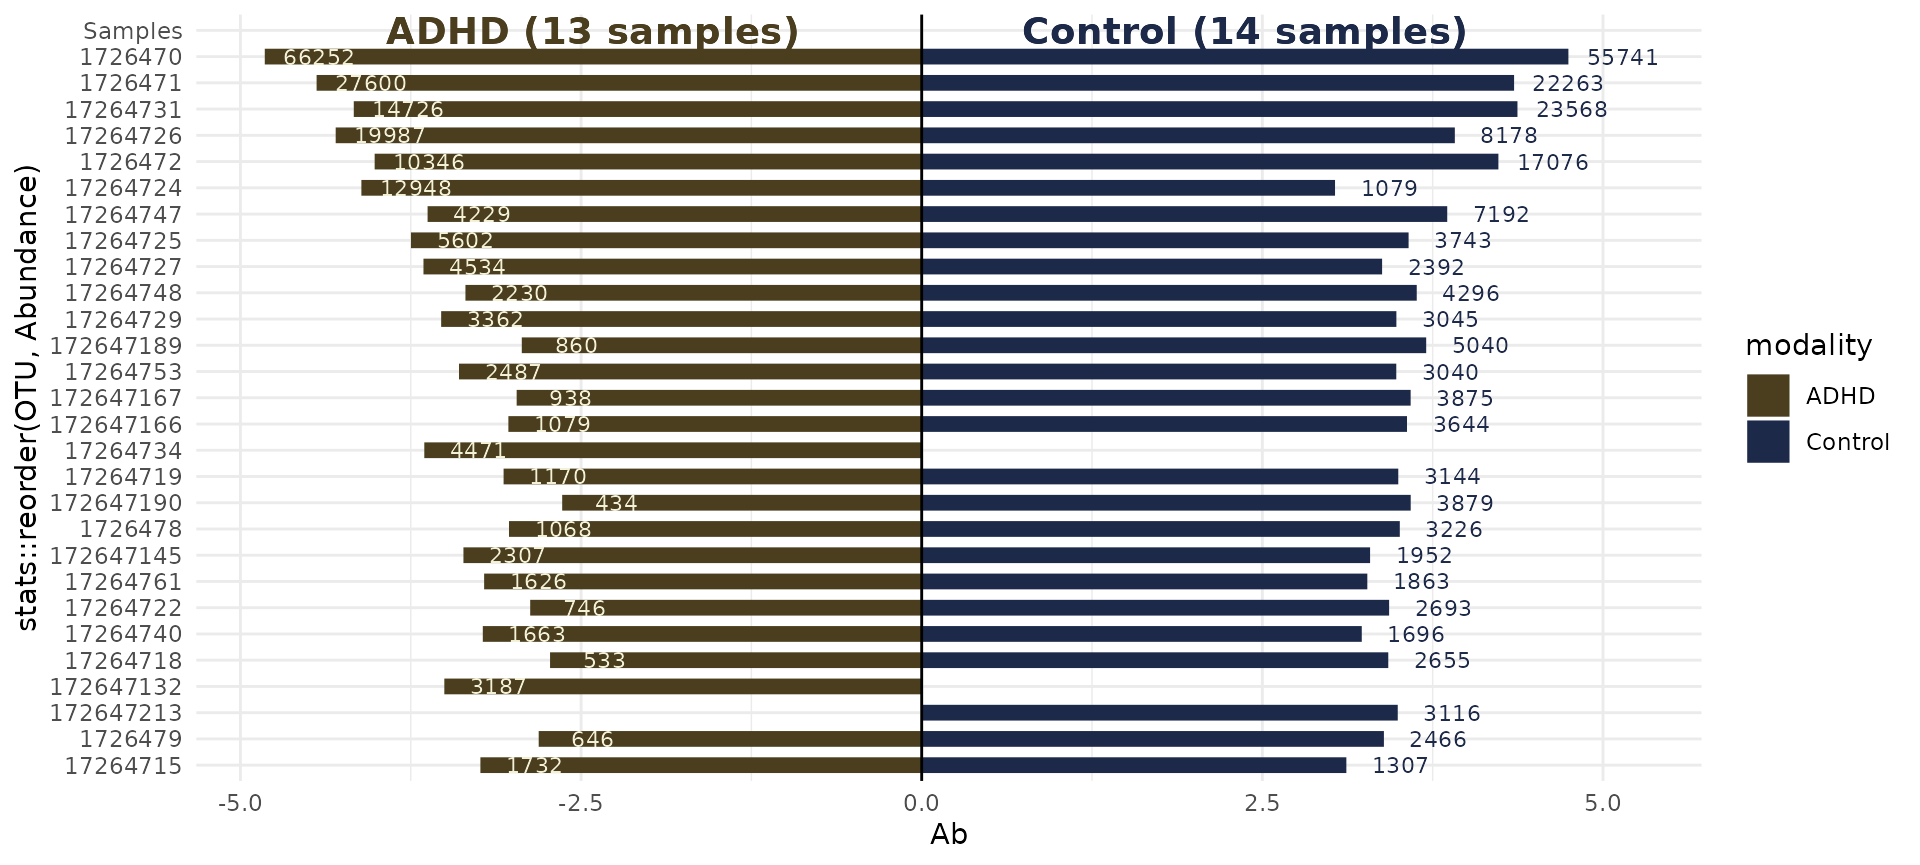 ADHD (13 samples) Control (14 samples)
Samples
1726470 66252 55741
1726471 27600 22263
17264731 14726 23568
17264726 19987 8178
1726472 10346 17076
17264724 12948 1079
17264747 4229 7192
17264725 5602 3743
17264727 4534 2392
17264748 2230 4296
17264729 3362 3045
172647189 860 5040
17264753 2487 3040
172647167 938 3875
172647166 1079 3644
17264734 4471
17264719 1170 3144
172647190 434 3879
1726478 1068 3226
172647145 2307 1952
17264761 1626 1863
17264722 746 2693
17264740 1663 1696
17264718 533 2655
172647132 3187
172647213 3116
1726479 646 2466
17264715 1732 1307
-5.0 -2.5 0.0 2.5 5.0
Ab
stats::reorder(OTU, Abundance)
modality
ADHD
Control